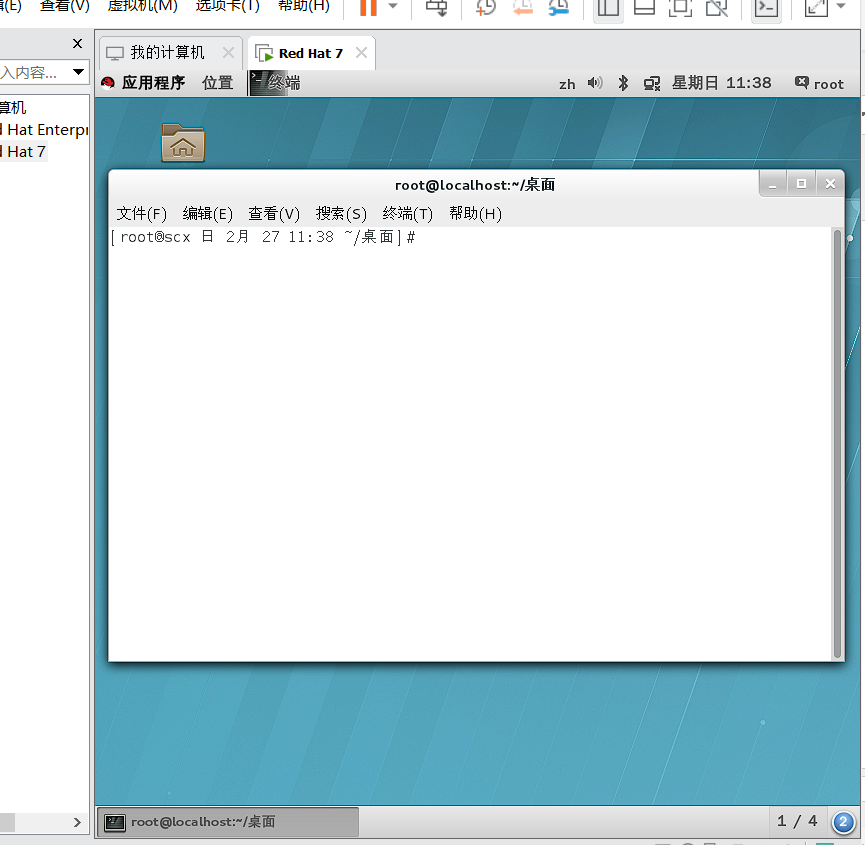 (E) 查看(V) 虚拟机(M) 选项卡(T) 帮助(H)
我的计算机 Red Hat 7
入内容...
应用程序 位置 终端 zh 星期日 11:38 root
算机
Hat Enterpr
Hat 7
root@localhost:~/桌面
文件(F) 编辑(E) 查看(V) 搜索(S) 终端(T) 帮助(H)
[root@scx 日 2月 27 11:38 ~/桌面]#
root@localhost:~/桌面 1 / 4 2